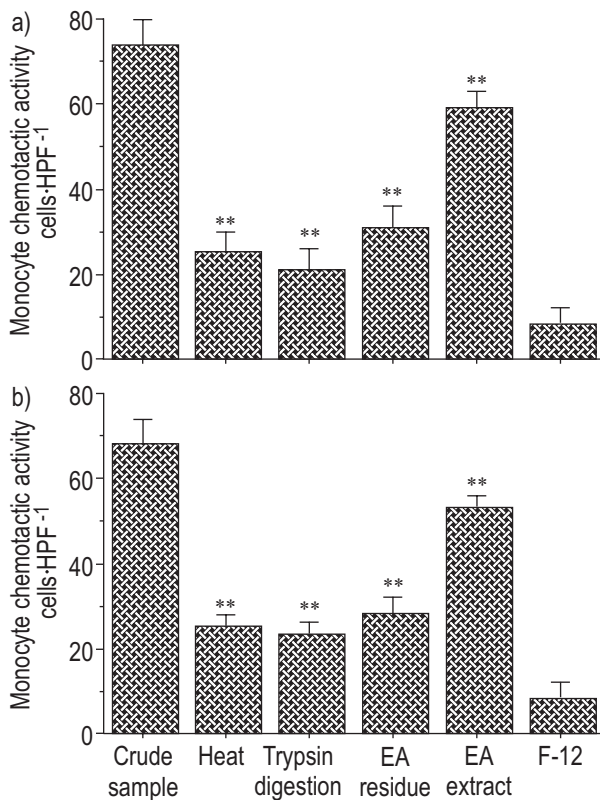 a)
Monocyte chemotactic activity
cells·HPF⁻¹
80
60
40
20
0
**
**
**
**
b)
Monocyte chemotactic activity
cells·HPF⁻¹
80
60
40
20
0
**
**
**
**
Crude
sample
Heat
Trypsin
digestion
EA
residue
EA
extract
F-12